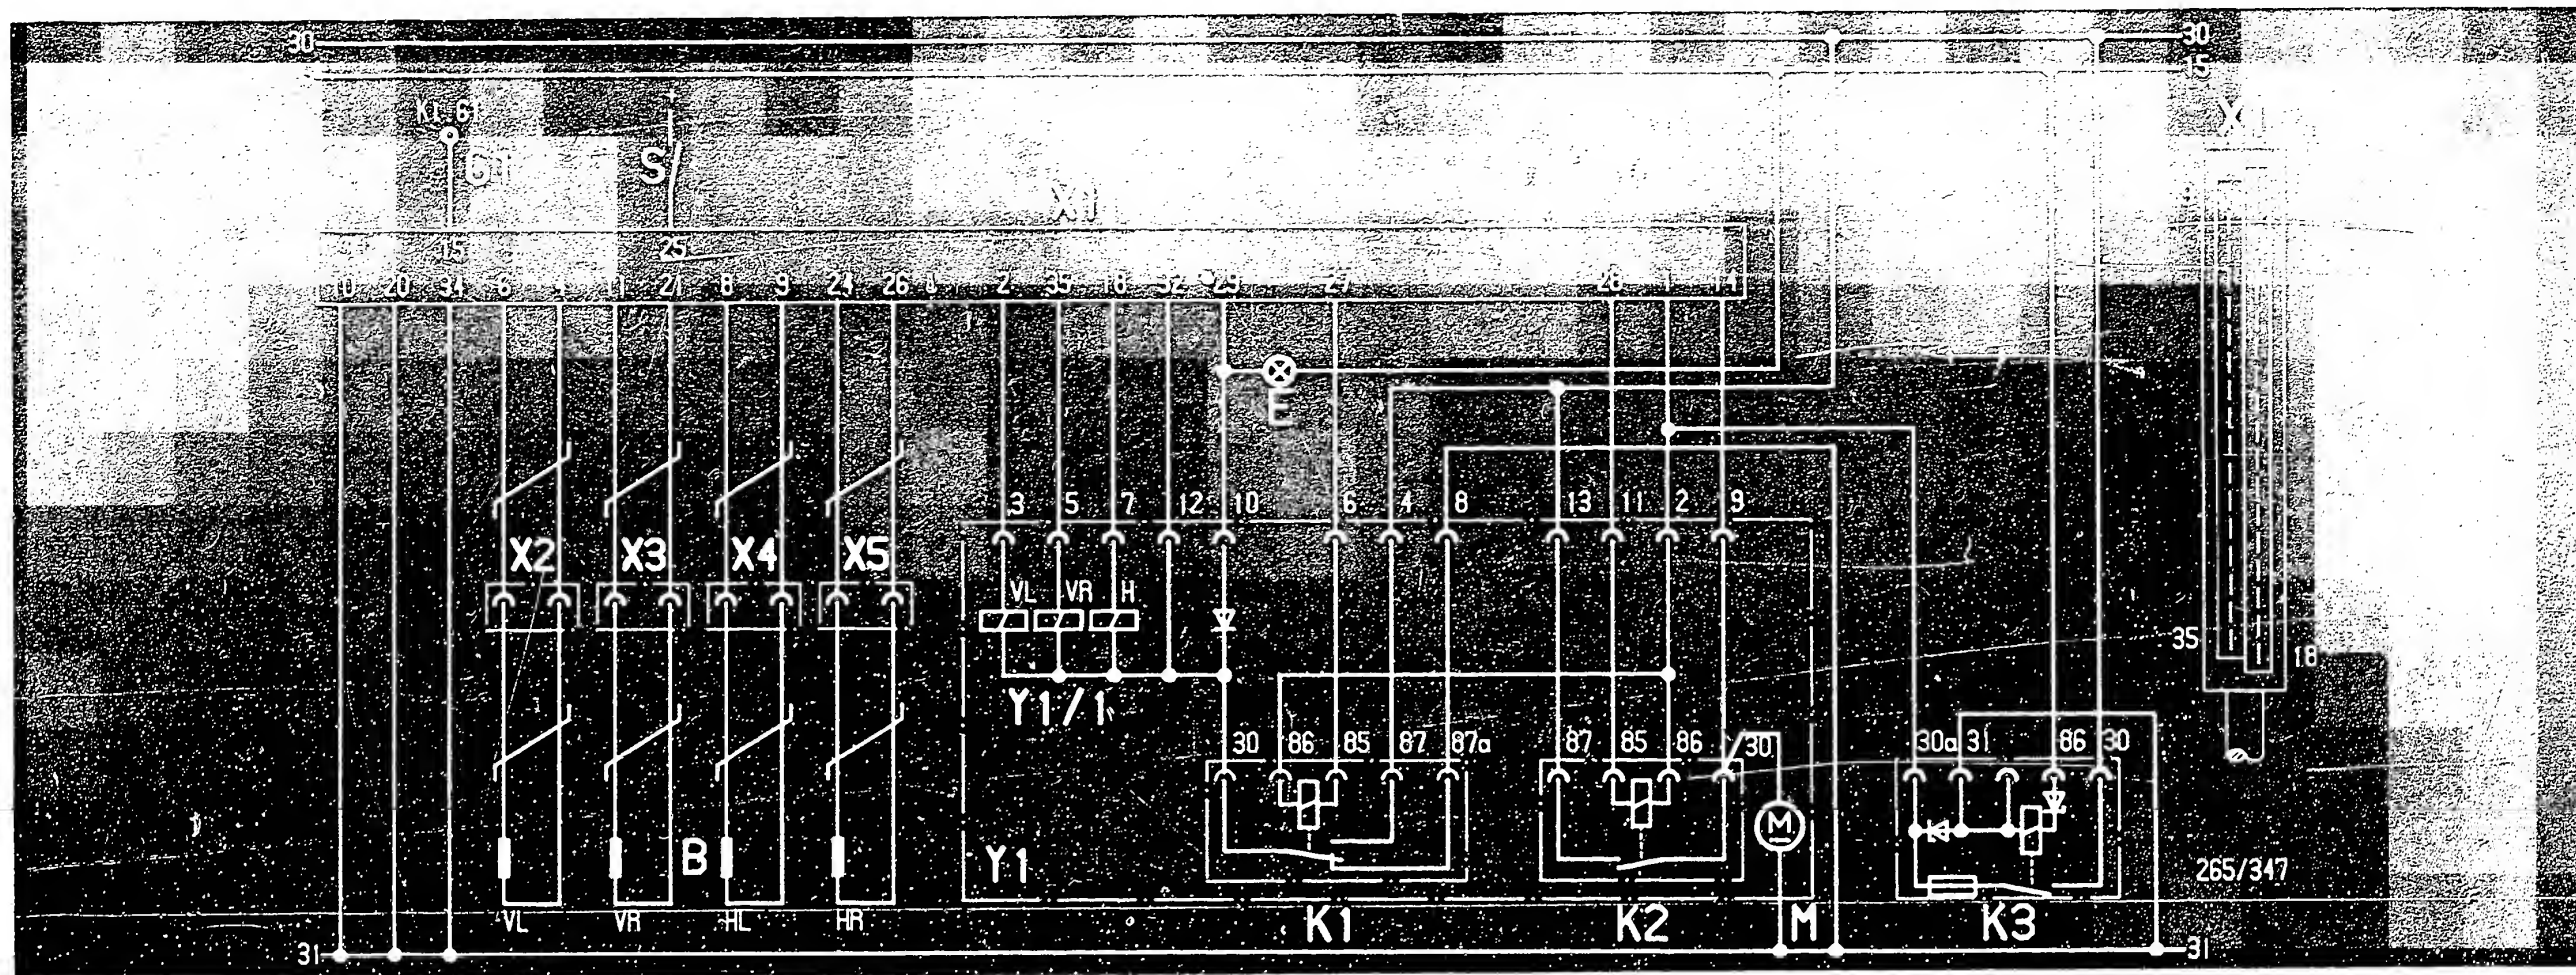 30 30
15
Kl. 61
G1 S/ X1
X1
15 25
10 20 34 6 4 21 8 9 24 26 2 35 18 32 29 27 28 1
E
3 5 7 12 10 6 4 8 13 11 2 9
X2 X3 X4 X5
VL VR H
35 18
Y1/1
30 86 85 87 87a 87 85 86 30 30a 31 86 30
M
B Y1 265/347
VL VR HL HR K1 K2 M K3
31 31